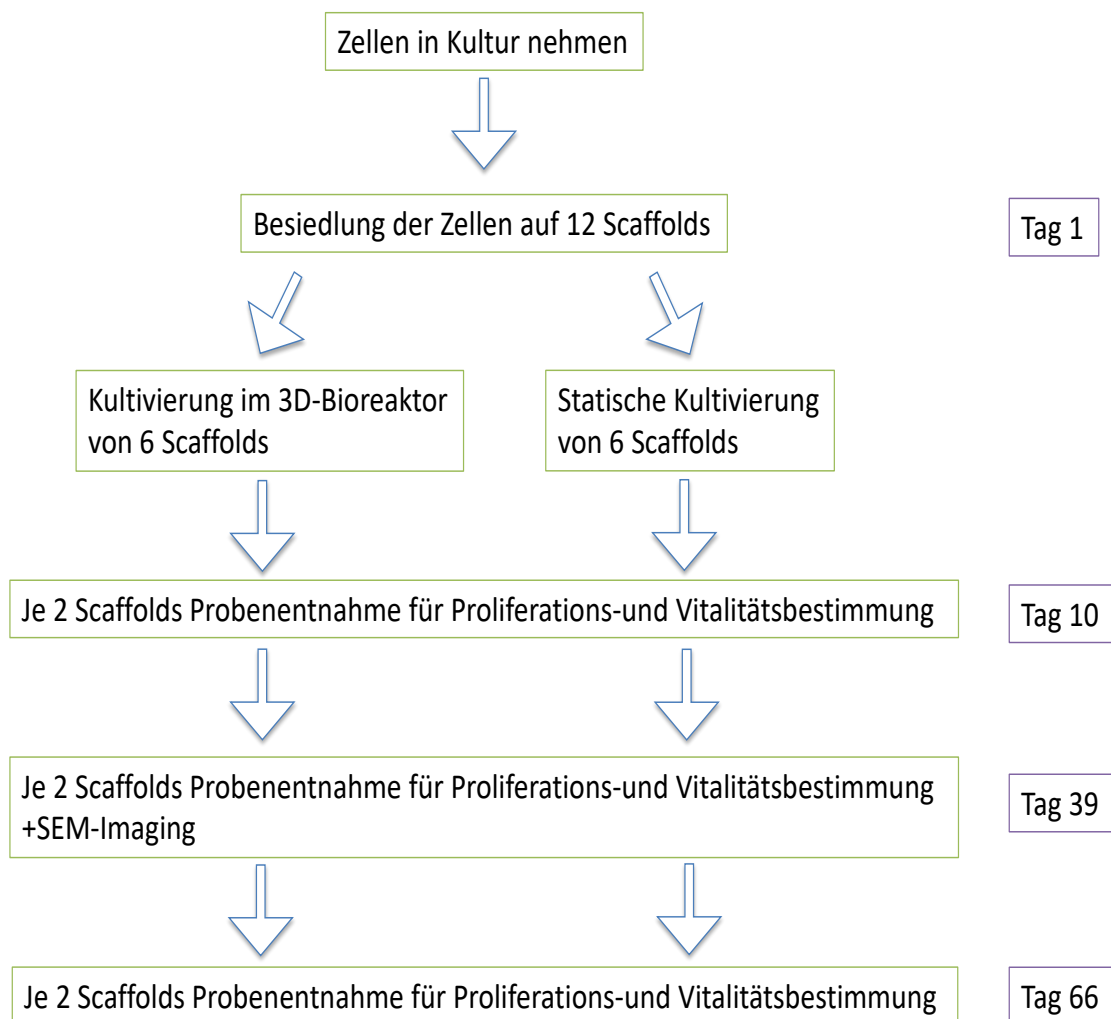 Zellen in Kultur nehmen
Besiedlung der Zellen auf 12 Scaffolds
Tag 1
Kultivierung im 3D-Bioreaktor
von 6 Scaffolds
Statische Kultivierung
von 6 Scaffolds
Je 2 Scaffolds Probenentnahme für Proliferations-und Vitalitätsbestimmung
Tag 10
Je 2 Scaffolds Probenentnahme für Proliferations-und Vitalitätsbestimmung
+SEM-Imaging
Tag 39
Je 2 Scaffolds Probenentnahme für Proliferations-und Vitalitätsbestimmung
Tag 66